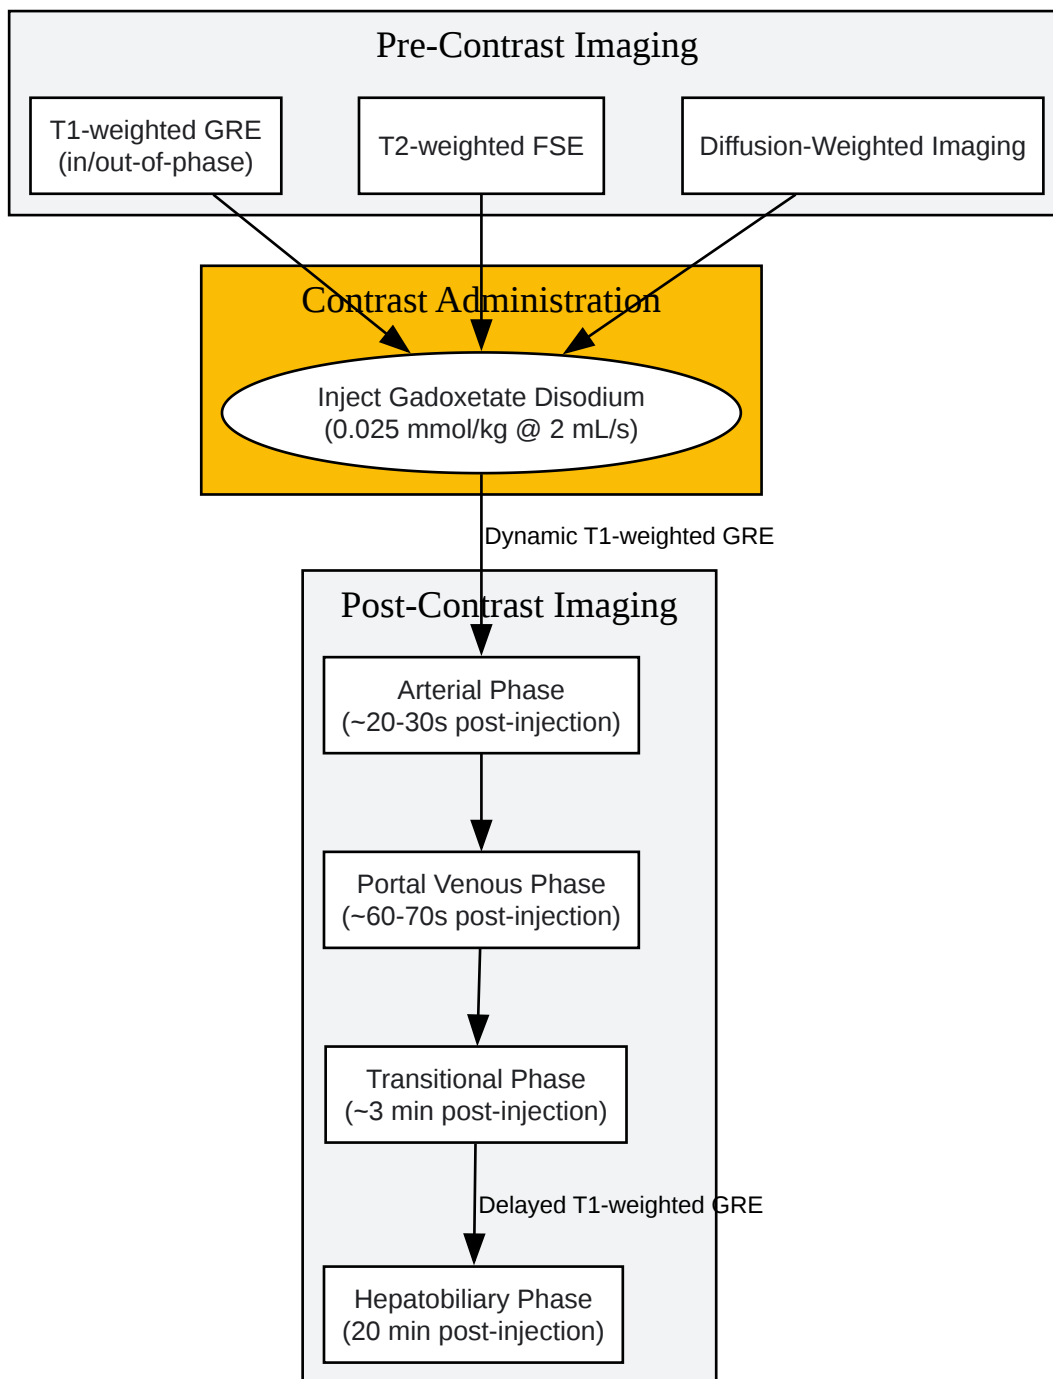 Pre-Contrast Imaging
T1-weighted GRE
(in/out-of-phase)
T2-weighted FSE
Diffusion-Weighted Imaging
Contrast Administration
Inject Gadoxetate Disodium
(0.025 mmol/kg @ 2 mL/s)
Dynamic T1-weighted GRE
Post-Contrast Imaging
Arterial Phase
(~20-30s post-injection)
Portal Venous Phase
(~60-70s post-injection)
Transitional Phase
(~3 min post-injection)
Delayed T1-weighted GRE
Hepatobiliary Phase
(20 min post-injection)